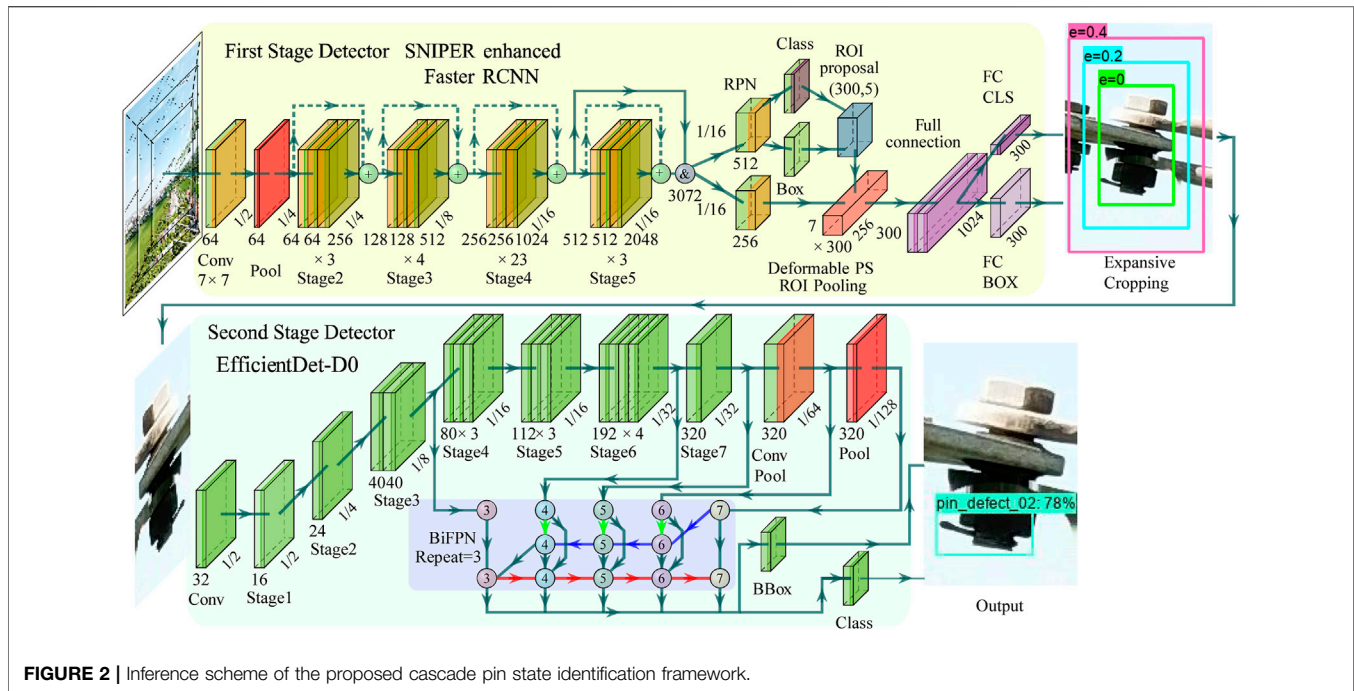 First Stage Detector SNIPER enhanced
Faster RCNN
Class
ROI
proposal
(300,5)
RPN
FC
CLS
e=0.4
e=0.2
e=0
1/16
512
Full
connection
300
&
3072
Box
1/16
256
1/2
1/4
1/4
1/8
1/16
1/16
64
64
64 64 256
128 128 512
256 256 1024
512 512 2048
7
× 300
256
300
1024
300
Conv
7× 7
Pool
× 3
Stage2
× 4
Stage3
× 23
Stage4
× 3
Stage5
Deformable PS
ROI Pooling
FC
BOX
Expansive
Cropping
+
+
+
+
Second Stage Detector
EfficientDet-D0
1/16
1/16
1/32
1/32
1/64
1/128
80× 3
Stage4
112× 3
Stage5
192 × 4
Stage6
320
Stage7
320
Conv
Pool
320
Pool
4040
1/8
Stage3
24
1/4
Stage2
32
1/2
Conv
16
1/2
Stage1
3 4 5 6 7
BiFPN
Repeat=3
4 5 6
3 4 5 6 7
BBox
Class
pin_defect_02: 78%
Output
FIGURE 2 | Inference scheme of the proposed cascade pin state identification framework.